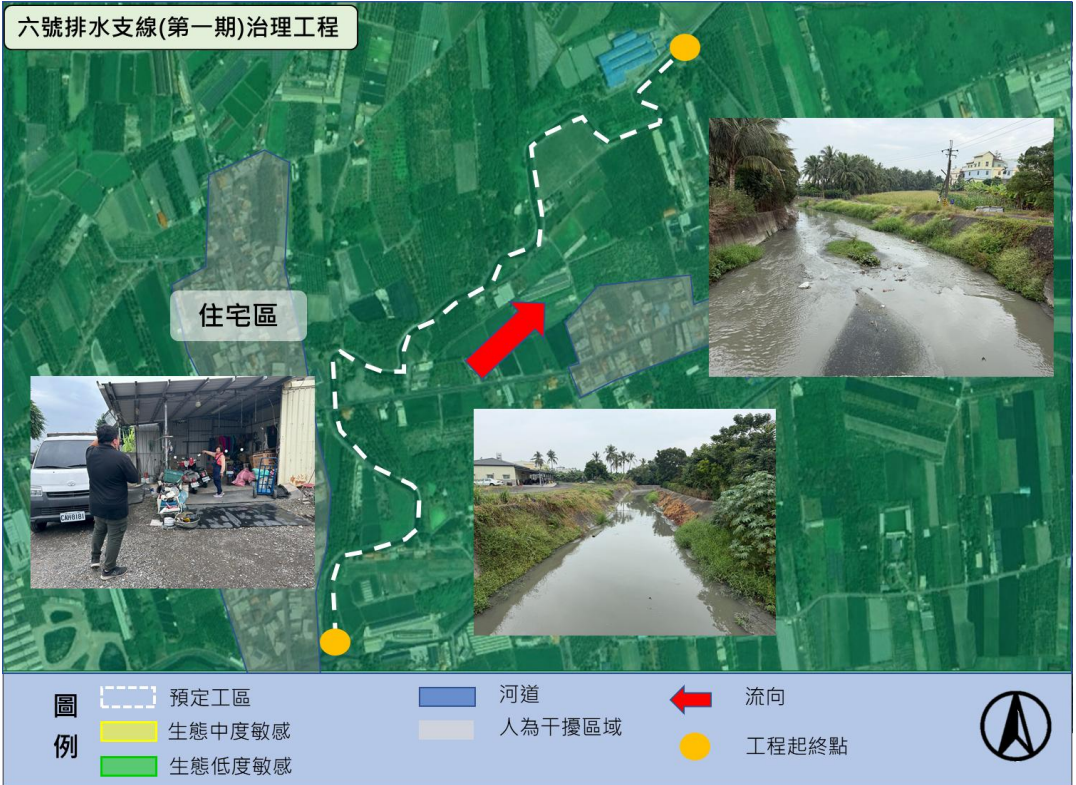 六號排水支線(第一期)治理工程
住宅區
圖例
預定工區
生態中度敏感
生態低度敏感
河道
人為干擾區域
流向
工程起終點